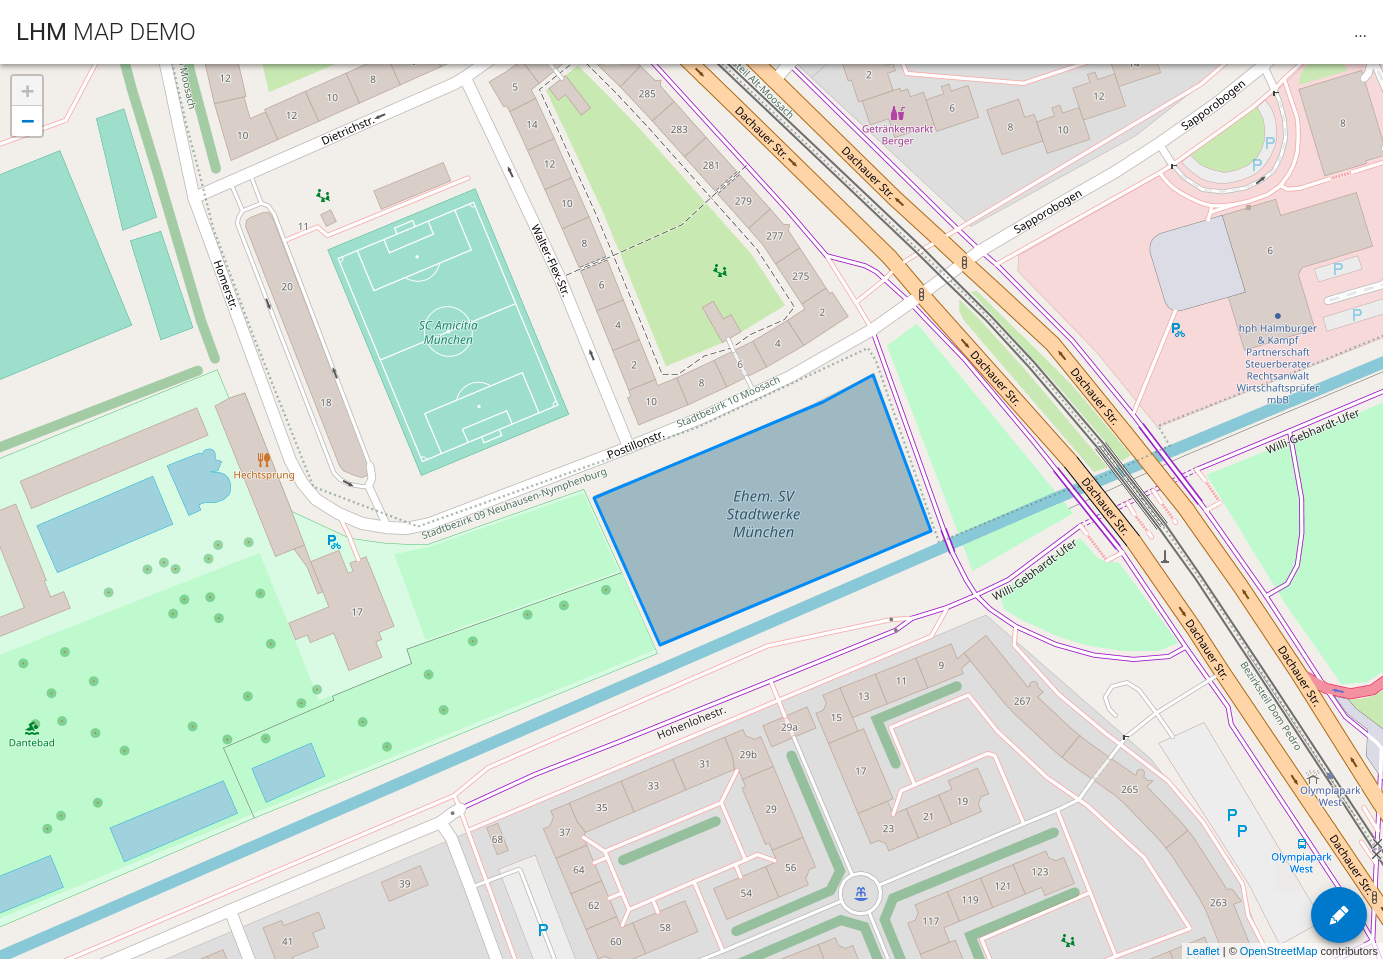 LHM MAP DEMO
...
+
−
Moosach
12
8
10
12
10
Dietrichstr.
5
14
12
10
8
6
4
2
10
8
6
4
2
285
283
281
279
277
275
teil Alt-Moosach
Dachauer Str.
Dachauer Str.
2
6
8
10
12
14
8
Getränkemarkt
Berger
Sapporobogen
Sapporobogen
P
P
6
P
P
P
hph Halmburger
& Kampf
Partnerschaft
Steuerberater
Rechtsanwalt
Wirtschaftsprüfer
mbB
11
20
18
Homerstr.
Walter-Flex-Str.
SC Amicitia
München
Dachauer Str.
Dachauer Str.
Stadtbezirk 10 Moosach
Postillonstr.
Stadtbezirk 09 Neuhausen-Nymphenburg
Hechtsprung
P
Ehem. SV
Stadtwerke
München
Willi-Gebhardt-Ufer
Dachauer Str.
Willi-Gebhardt-Ufer
17
Dantebad
Dachauer Str.
Dachauer Str.
Bezirksteil Dom Pedro
Hohenlohestr.
9
11
13
15
17
19
21
23
267
265
263
29a
29b
31
33
35
37
29
56
54
58
60
62
64
68
39
41
P
117
119
121
123
Olympiapark
West
P
P
Olympiapark
West
Dachauer Str.
Leaflet | © OpenStreetMap contributors